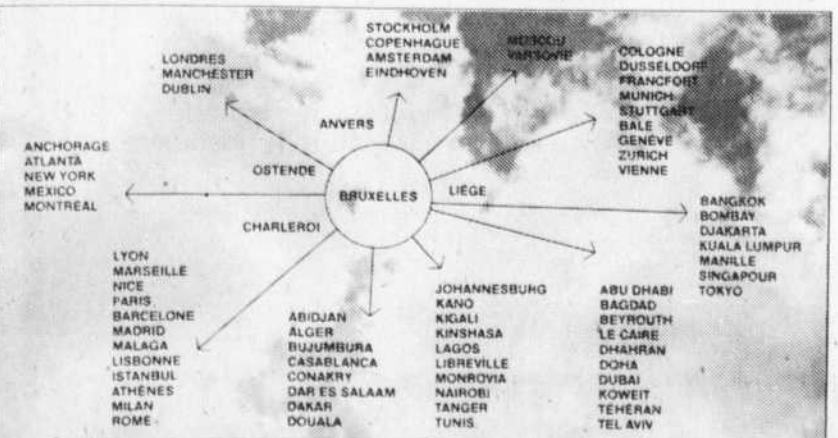 STOCKHOLM
COPENHAGUE
AMSTERDAM
EINDHOVEN
MOSCOU
VARSOVIE
LONDRES
MANCHESTER
DUBLIN
COLOGNE
DUSSELDORF
FRANCFORT
MUNICH
STUTTGART
BALE
GENÈVE
ZURICH
VIENNE
ANVERS
ANCHORAGE
ATLANTA
NEW YORK
MEXICO
MONTRÉAL
OSTENDE
BRUXELLES
LIÈGE
CHARLEROI
BANGKOK
BOMBAY
DJAKARTA
KUALA LUMPUR
MANILLE
SINGAPOUR
TOKYO
LYON
MARSEILLE
NICE
PARIS
BARCELONE
MADRID
MALAGA
LISBONNE
ISTANBUL
ATHÈNES
MILAN
ROME
ABIDJAN
ALGER
BUJUMBURA
CASABLANCA
CONAKRY
DAR ES SALAAM
DAKAR
DOUALA
JOHANNESBURG
KANO
KIGALI
KINSHASA
LAGOS
LIBREVILLE
MONROVIA
NAIROBI
TANGER
TUNIS
ABU DHABI
BAGDAD
BEYROUTH
LE CAIRE
DHAHRAN
DOHA
DUBAI
KOWEIT
TÉHÉRAN
TEL AVIV